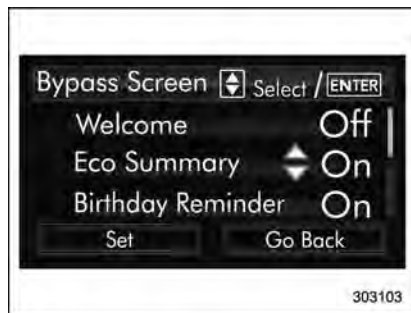 Bypass Screen Select / ENTER
Welcome Off
Eco Summary On
Birthday Reminder On
Set Go Back
303103